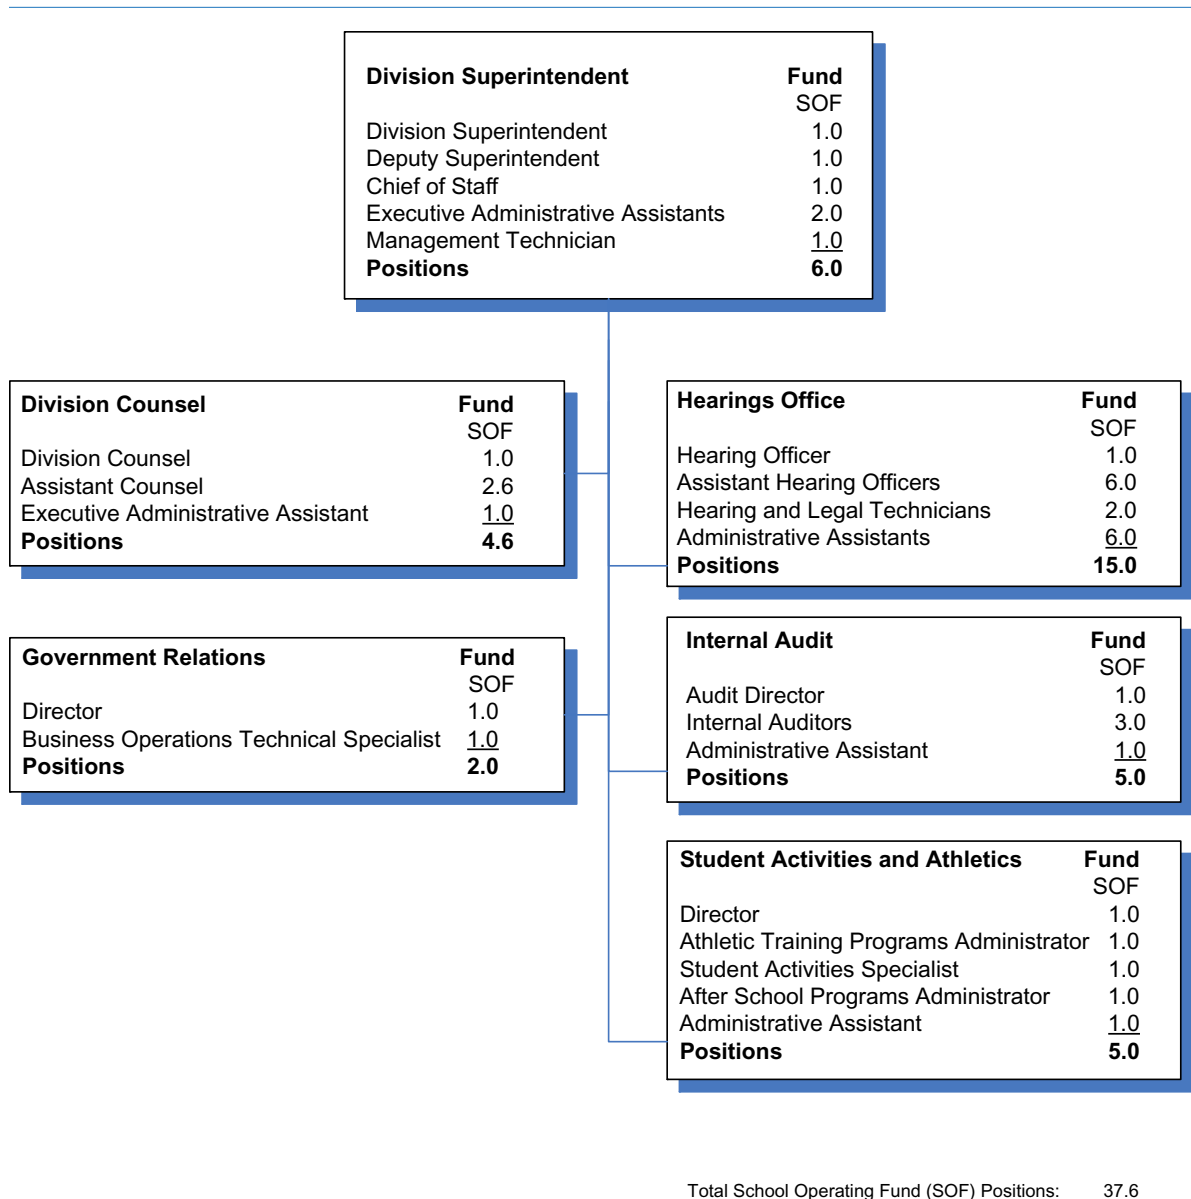 Division Superintendent Fund
SOF
Division Superintendent 1.0
Deputy Superintendent 1.0
Chief of Staff 1.0
Executive Administrative Assistants 2.0
Management Technician 1.0
Positions 6.0
Division Counsel Fund
SOF
Division Counsel 1.0
Assistant Counsel 2.6
Executive Administrative Assistant 1.0
Positions 4.6
Hearings Office Fund
SOF
Hearing Officer 1.0
Assistant Hearing Officers 6.0
Hearing and Legal Technicians 2.0
Administrative Assistants 6.0
Positions 15.0
Government Relations Fund
SOF
Director 1.0
Business Operations Technical Specialist 1.0
Positions 2.0
Internal Audit Fund
SOF
Audit Director 1.0
Internal Auditors 3.0
Administrative Assistant 1.0
Positions 5.0
Student Activities and Athletics Fund
SOF
Director 1.0
Athletic Training Programs Administrator 1.0
Student Activities Specialist 1.0
After School Programs Administrator 1.0
Administrative Assistant 1.0
Positions 5.0
Total School Operating Fund (SOF) Positions: 37.6